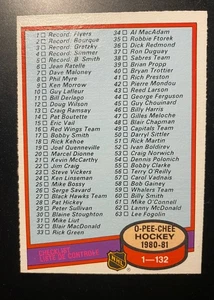 1 Record: Flyers
2 Record: Bourque
3 Record: Gretzky
4 Record: Simmer
5 Record: B. Smith
6 Jean Ratelle
7 Dave Maloney
8 Phil Myre
9 Ken Morrow
10 Guy Lafleur
11 Bill Derlago
12 Doug Wilson
13 Craig Ramsay
14 Pat Boutette
15 Eric Vail
16 Red Wings Team
17 Bobby Smith
18 Rick Kehoe
19 Joel Quenneville
20 Marcel Dionne
21 Kevin McCarthy
22 Jim Craig
23 Steve Vickers
24 Ken Linseman
25 Mike Bossy
26 Serge Savard
27 Black Hawks Team
28 Pat Hickey
29 Peter Sullivan
30 Blaine Stoughton
31 Mike Liut
32 Blair MacDonald
33 Rick Green
34 Al MacAdam
35 Robbie Ftorek
36 Dick Redmond
37 Ron Duguay
38 Sabres Team
39 Brian Propp
40 Bryan Trottier
41 Rich Preston
42 Pierre Mondou
43 Reed Larson
44 George Ferguson
45 Guy Chouinard
46 Billy Harris
47 Gilles Meloche
48 Blair Chapman
49 Capitals Team
50 Darryl Sittler
51 Rick Martin
52 Ivan Boldirev
53 Craig Norwich
54 Dennis Polonich
55 Bobby Clarke
56 Terry O'Reilly
57 Carol Vadnais
58 Bob Gainey
59 Whalers Team
60 Billy Smith
62 Mike O'Connell
63 Lee Fogolin
CHECKLIST
LISTE DE CONTRÔLE
NHL
O-PEE-CHEE
HOCKEY
1980-81
1—132